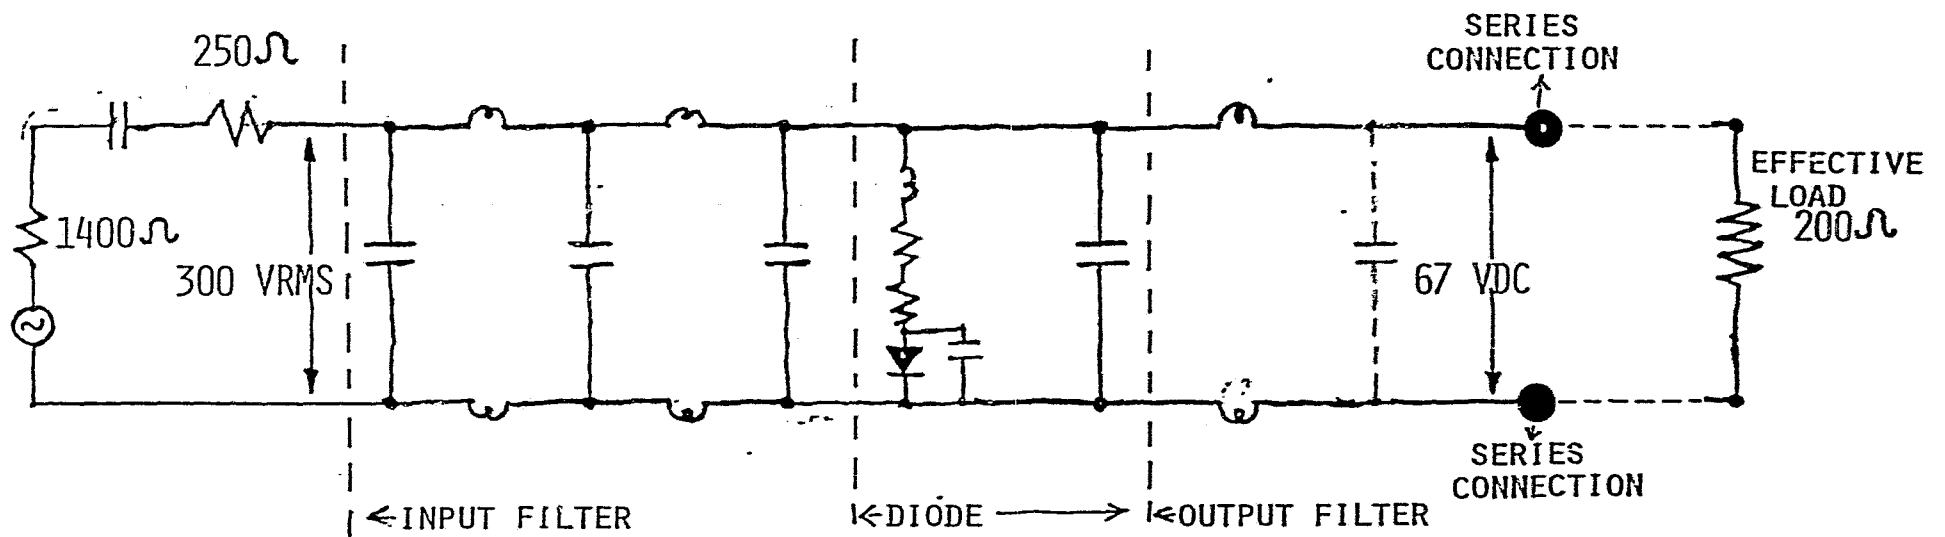 250Ω
SERIES
CONNECTION
1400Ω
300 VRMS
67 VDC
EFFECTIVE
LOAD
200Ω
SERIES
CONNECTION
←INPUT FILTER
←DIODE→
←OUTPUT FILTER